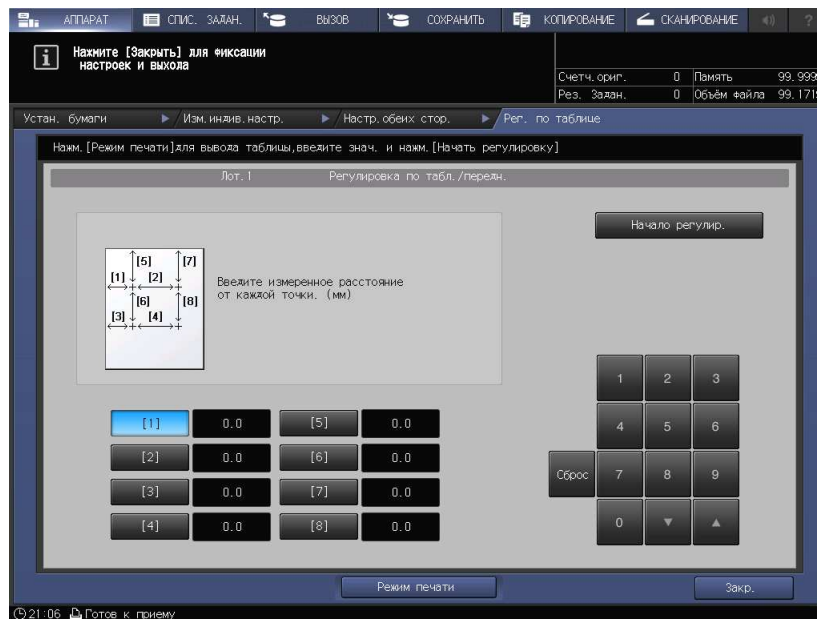 АППАРАТ СПИС. ЗАДАН. ВЫЗОВ СОХРАНИТЬ КОПИРОВАНИЕ СКАНИРОВАНИЕ ?
Нажмите [Закрыть] для фиксации
настроек и выхода
Счетч.ориг. 0 Память 99.999
Рез. Задан. 0 Объём файла 99.171
Устан. бумаги Изм.индив.настр. Настр.обеих стор. Рег. по таблице
Нажм.[Режим печати]для вывода таблицы,введите знач. и нажм.[Начать регулировку]
Лот.1 Регулировка по табл./передн.
Начало регулир.
[5] [7]
[1] [2]
[6] [8]
[3] [4]
Введите измеренное расстояние
от каждой точки. (мм)
1 2 3
[1] 0.0 [5] 0.0
4 5 6
[2] 0.0 [6] 0.0
Сброс 7 8 9
[3] 0.0 [7] 0.0
0
[4] 0.0 [8] 0.0
Режим печати Закр.
21:06 Готов к приему